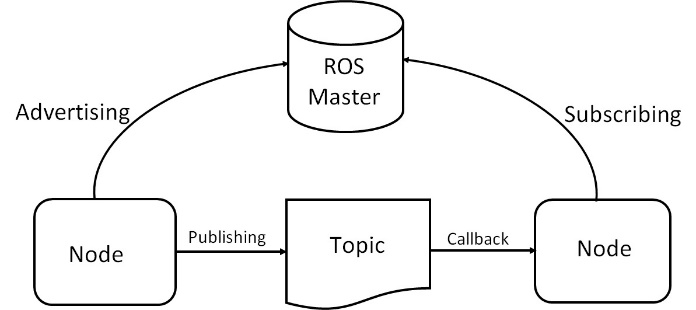 ROS
Master
Advertising
Subscribing
Node
Publishing
Topic
Callback
Node